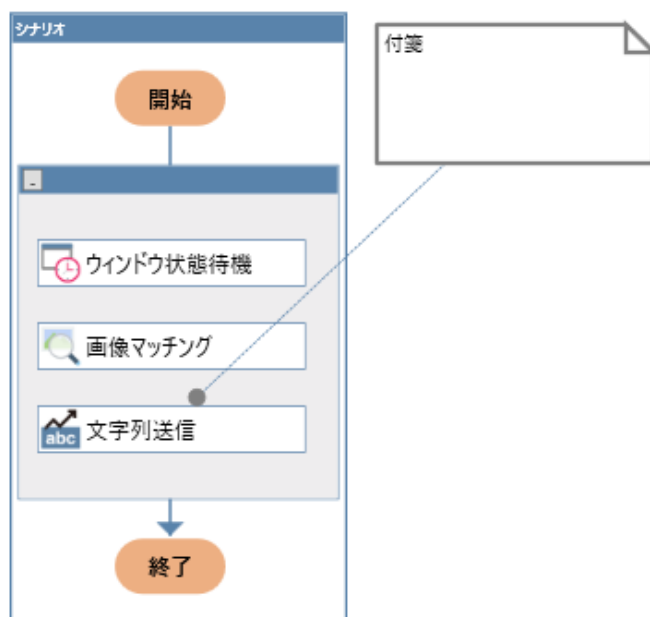 シナリオ
付箋
開始
-
ウィンドウ状態待機
画像マッチング
abc
文字列送信
終了